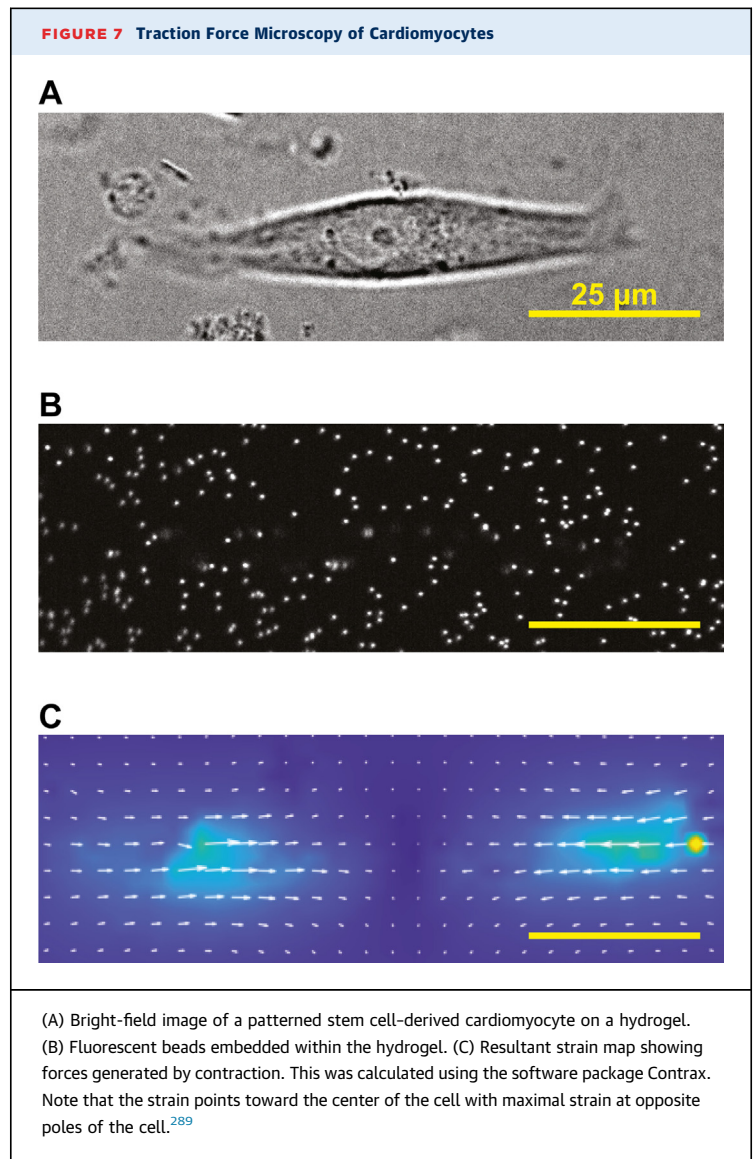 FIGURE 7 Traction Force Microscopy of Cardiomyocytes
A
25 µm
B
C
(A) Bright-field image of a patterned stem cell–derived cardiomyocyte on a hydrogel.
(B) Fluorescent beads embedded within the hydrogel. (C) Resultant strain map showing
forces generated by contraction. This was calculated using the software package Contrax.
Note that the strain points toward the center of the cell with maximal strain at opposite
poles of the cell.289